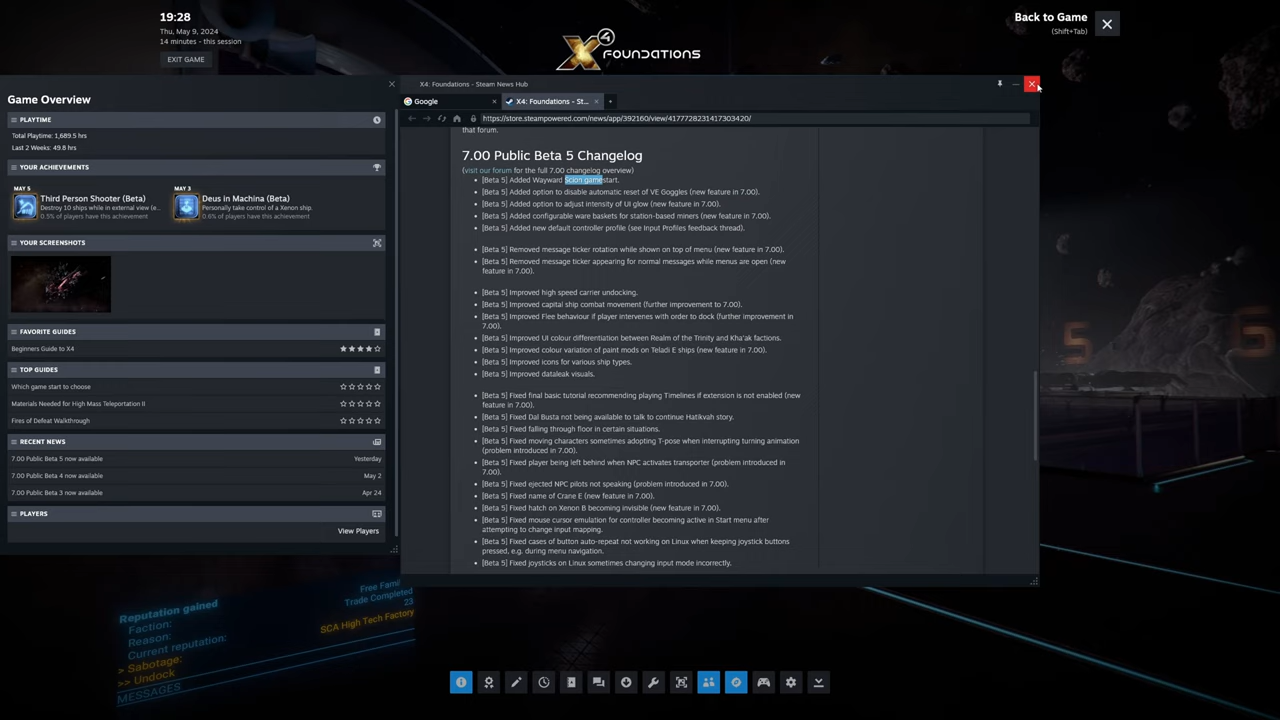 19:28
Thu, May 9, 2024
14 minutes - this session
EXIT GAME
X4
FOUNDATIONS
Back to Game
(Shift+Tab)
Game Overview
PLAYTIME
Total Playtime: 1,689.5 hrs
Last 2 Weeks: 49.8 hrs
YOUR ACHIEVEMENTS
MAY 5
Third Person Shooter (Beta)
Destroy 10 ships while in external view (e...
0.5% of players have this achievement
MAY 3
Deus in Machina (Beta)
Personally take control of a Xenon ship.
0.6% of players have this achievement
YOUR SCREENSHOTS
FAVORITE GUIDES
Beginners Guide to X4
TOP GUIDES
Which game start to choose
Materials Needed for High Mass Teleportation II
Fires of Defeat Walkthrough
RECENT NEWS
7.00 Public Beta 5 now available Yesterday
7.00 Public Beta 4 now available May 2
7.00 Public Beta 3 now available Apr 24
PLAYERS
View Players
X4: Foundations - Steam News Hub
Google
X4: Foundations - St...
https://store.steampowered.com/news/app/392160/view/4177728231417303420/
that forum.
7.00 Public Beta 5 Changelog
(visit our forum for the full 7.00 changelog overview)
[Beta 5] Added Wayward Scion gamestart.
[Beta 5] Added option to disable automatic reset of VE Goggles (new feature in 7.00).
[Beta 5] Added option to adjust intensity of UI glow (new feature in 7.00).
[Beta 5] Added configurable ware baskets for station-based miners (new feature in 7.00).
[Beta 5] Added new default controller profile (see Input Profiles feedback thread).
[Beta 5] Removed message ticker rotation while shown on top of menu (new feature in 7.00).
[Beta 5] Removed message ticker appearing for normal messages while menus are open (new
feature in 7.00).
[Beta 5] Improved high speed carrier undocking.
[Beta 5] Improved capital ship combat movement (further improvement to 7.00).
[Beta 5] Improved Flee behaviour if player intervenes with order to dock (further improvement in
7.00).
[Beta 5] Improved UI colour differentiation between Realm of the Trinity and Kha'ak factions.
[Beta 5] Improved colour variation of paint mods on Teladi E ships (new feature in 7.00).
[Beta 5] Improved icons for various ship types.
[Beta 5] Improved dataleak visuals.
[Beta 5] Fixed final basic tutorial recommending playing Timelines if extension is not enabled (new
feature in 7.00).
[Beta 5] Fixed Dal Busta not being available to talk to continue Hatikvah story.
[Beta 5] Fixed falling through floor in certain situations.
[Beta 5] Fixed moving characters sometimes adopting T-pose when interrupting turning animation
(problem introduced in 7.00).
[Beta 5] Fixed player being left behind when NPC activates transporter (problem introduced in
7.00).
[Beta 5] Fixed ejected NPC pilots not speaking (problem introduced in 7.00).
[Beta 5] Fixed name of Crane E (new feature in 7.00).
[Beta 5] Fixed hatch on Xenon B becoming invisible (new feature in 7.00).
[Beta 5] Fixed mouse cursor emulation for controller becoming active in Start menu after
attempting to change input mapping.
[Beta 5] Fixed cases of button auto-repeat not working on Linux when keeping joystick buttons
pressed, e.g. during menu navigation.
[Beta 5] Fixed joysticks on Linux sometimes changing input mode incorrectly.
5 6
Reputation gained
Faction: Free Fami
Reason: Trade Completed
Current reputation: 23
> Sabotage: SCA High Tech Factory
>> Undock
MESSAGES